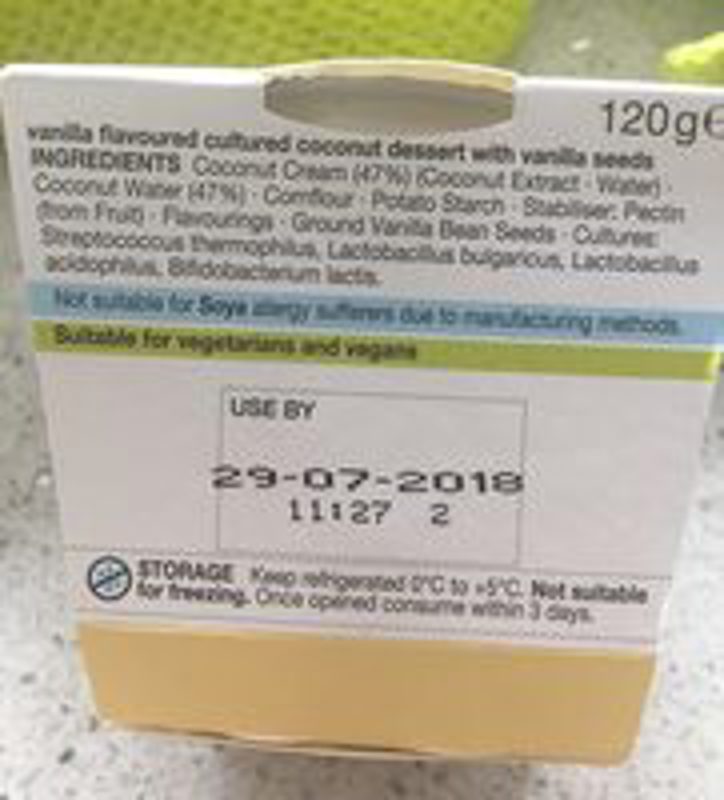 120g℮
vanilla flavoured cultured coconut dessert with vanilla seeds
INGREDIENTS Coconut Cream (47%) (Coconut Extract · Water) ·
Coconut Water (47%) · Cornflour · Potato Starch · Stabiliser: Pectin
(from Fruit) · Flavourings · Ground Vanilla Bean Seeds · Cultures:
Streptococcus thermophilus, Lactobacillus bulgaricus, Lactobacillus
acidophilus, Bifidobacterium lactis.
Not suitable for Soya allergy sufferers due to manufacturing methods.
Suitable for vegetarians and vegans
USE BY
29-07-2018
11:27 2
STORAGE Keep refrigerated 0°C to +5°C. Not suitable
for freezing. Once opened consume within 3 days.